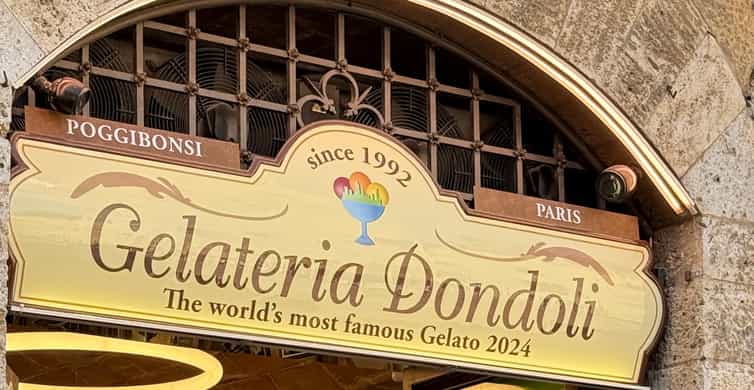 POGGIBONSI
since 1992
PARIS
Gelateria Dondoli
The world's most famous Gelato 2024